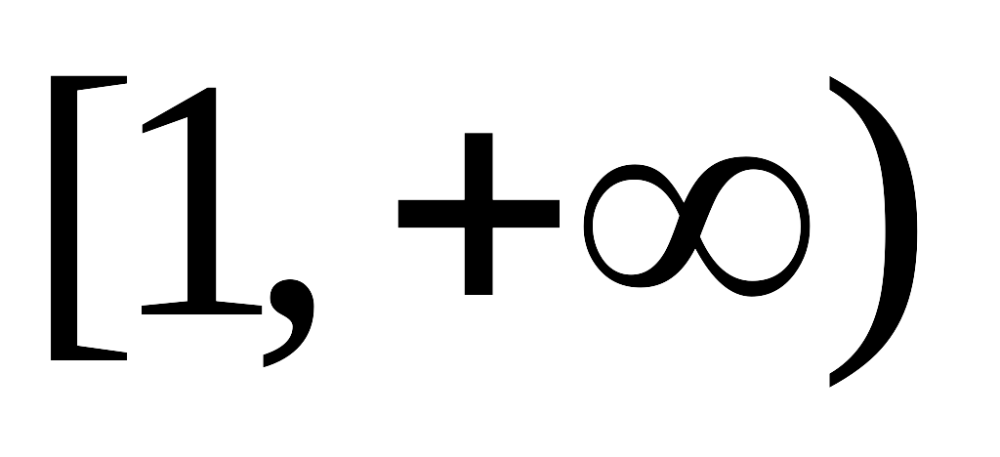 [1, +∞)